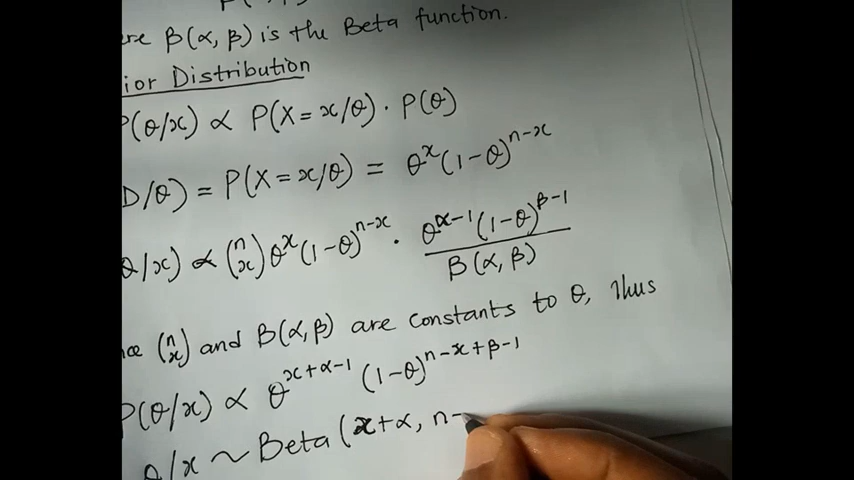 ere β(α, β) is the Beta function.
ior Distribution
P(θ/x) ∝ P(X = x/θ) · P(θ)
D/θ) = P(X = x/θ) = θ^x (1-θ)^{n-x}
θ/x) ∝ (n x) θ^x (1-θ)^{n-x} · θ^{α-1} (1-θ)^{β-1} / β(α, β)
nce (n x) and β(α, β) are constants to θ, Thus
P(θ/x) ∝ θ^{x+α-1} (1-θ)^{n-x+β-1}
θ/x ~ Beta (x+α, n-